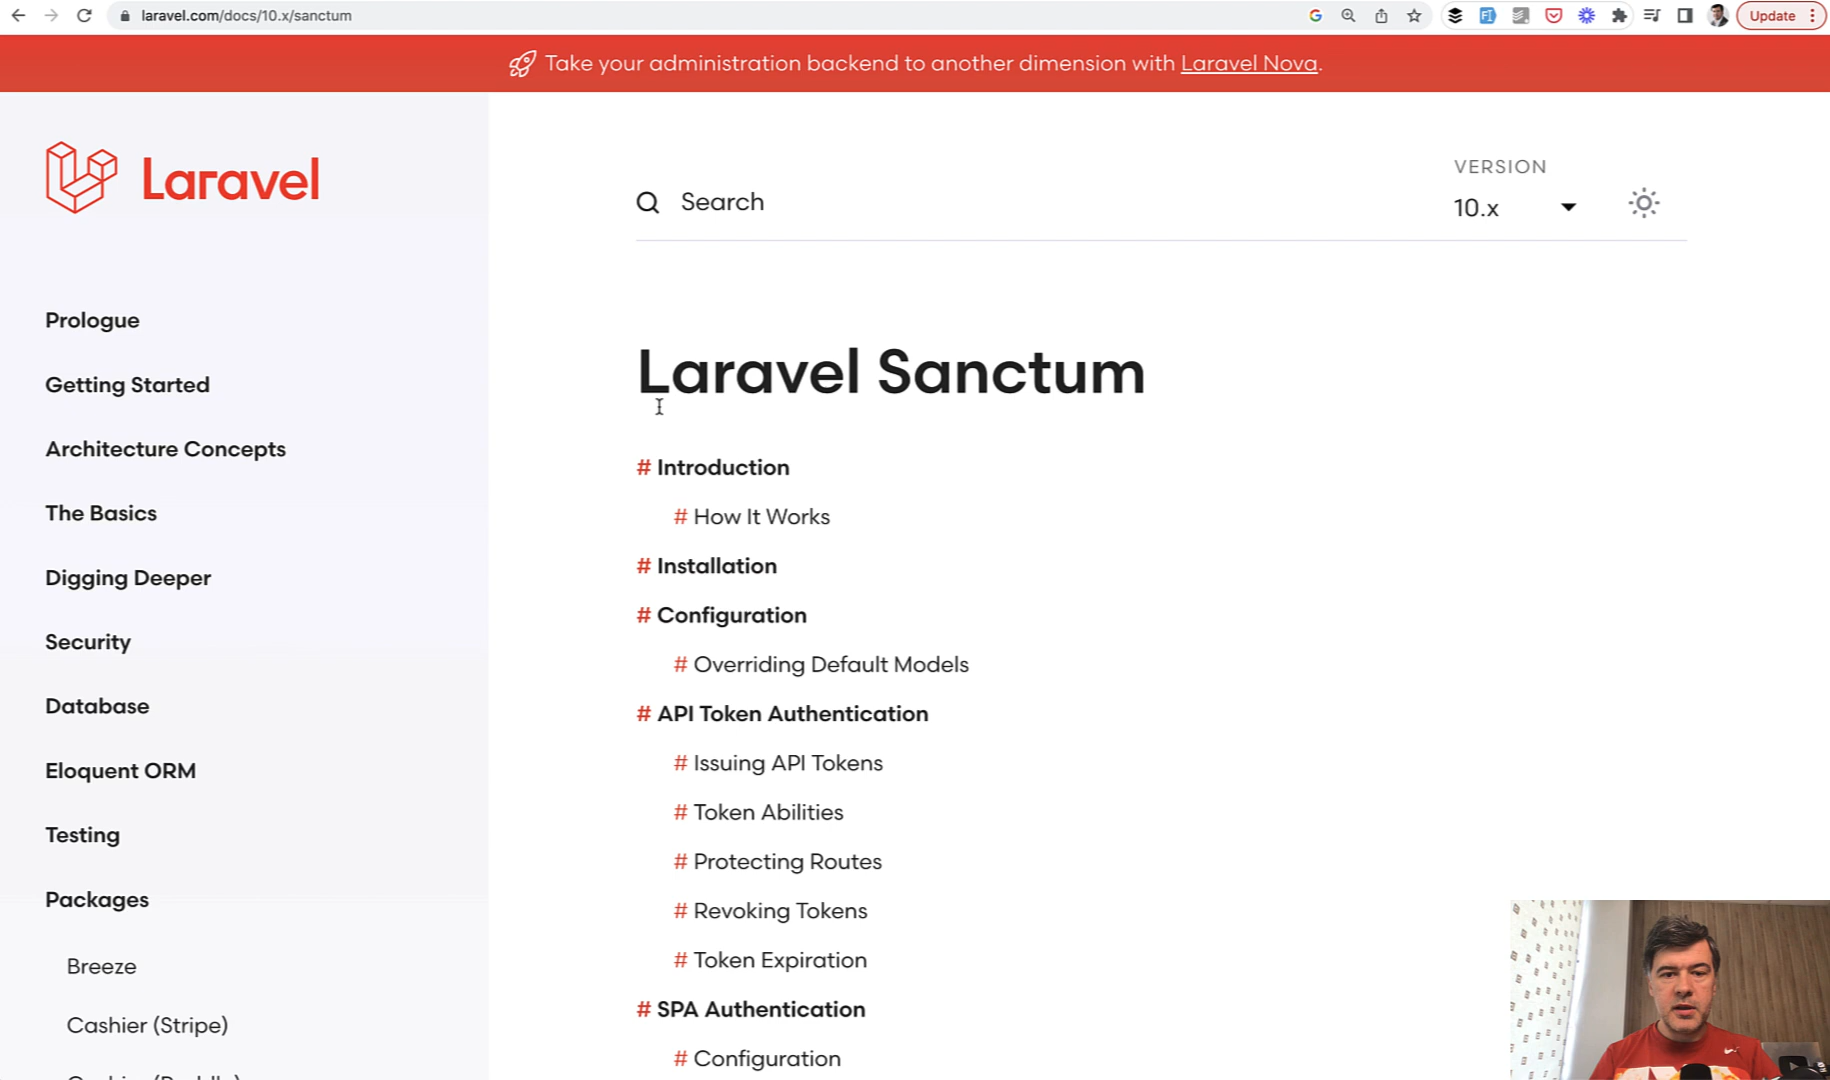 laravel.com/docs/10.x/sanctum
Update
Take your administration backend to another dimension with Laravel Nova.
Laravel
Search
VERSION
10.x
Prologue
Getting Started
Architecture Concepts
The Basics
Digging Deeper
Security
Database
Eloquent ORM
Testing
Packages
Breeze
Cashier (Stripe)
Laravel Sanctum
# Introduction
# How It Works
# Installation
# Configuration
# Overriding Default Models
# API Token Authentication
# Issuing API Tokens
# Token Abilities
# Protecting Routes
# Revoking Tokens
# Token Expiration
# SPA Authentication
# Configuration